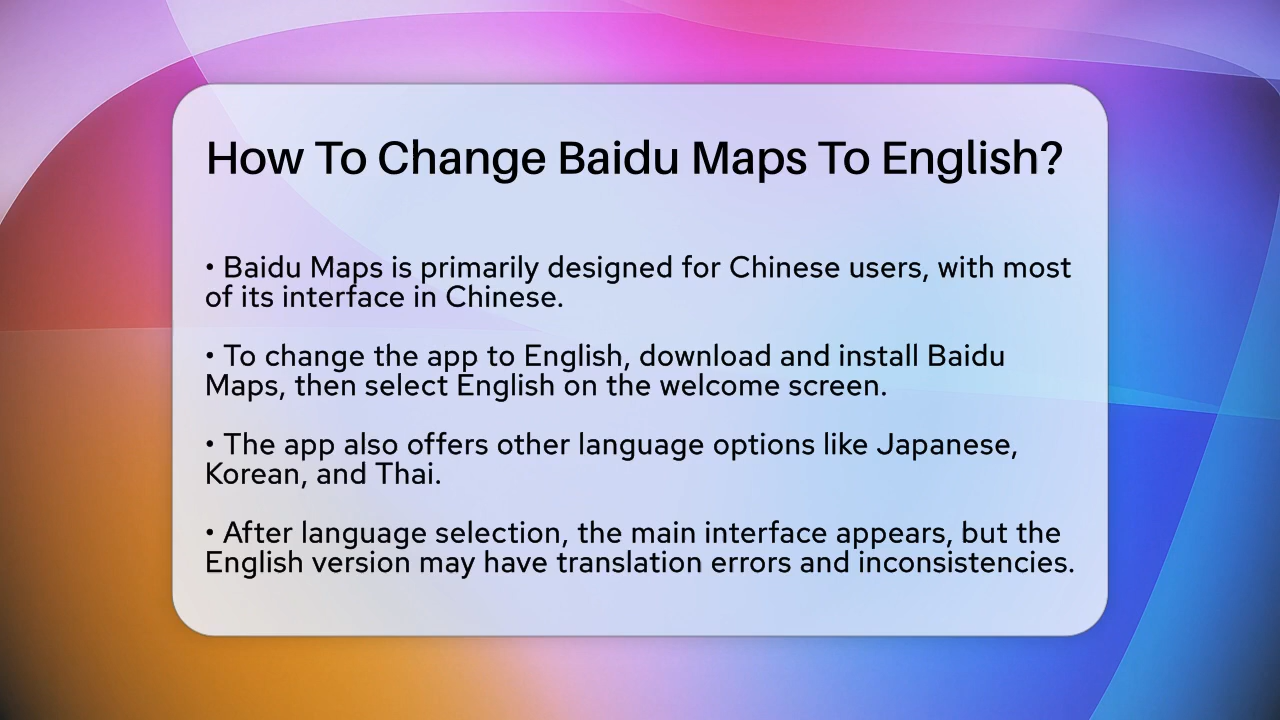 How To Change Baidu Maps To English?
• Baidu Maps is primarily designed for Chinese users, with most
of its interface in Chinese.
• To change the app to English, download and install Baidu
Maps, then select English on the welcome screen.
• The app also offers other language options like Japanese,
Korean, and Thai.
• After language selection, the main interface appears, but the
English version may have translation errors and inconsistencies.